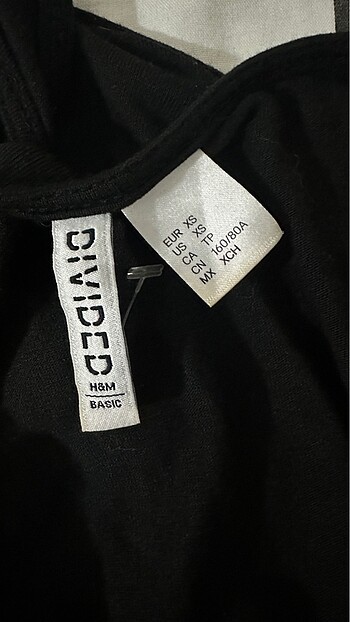 DIVIDED
H&M
BASIC
EUR XS
US XS
CA TP
CN 160/80A
MX XCH